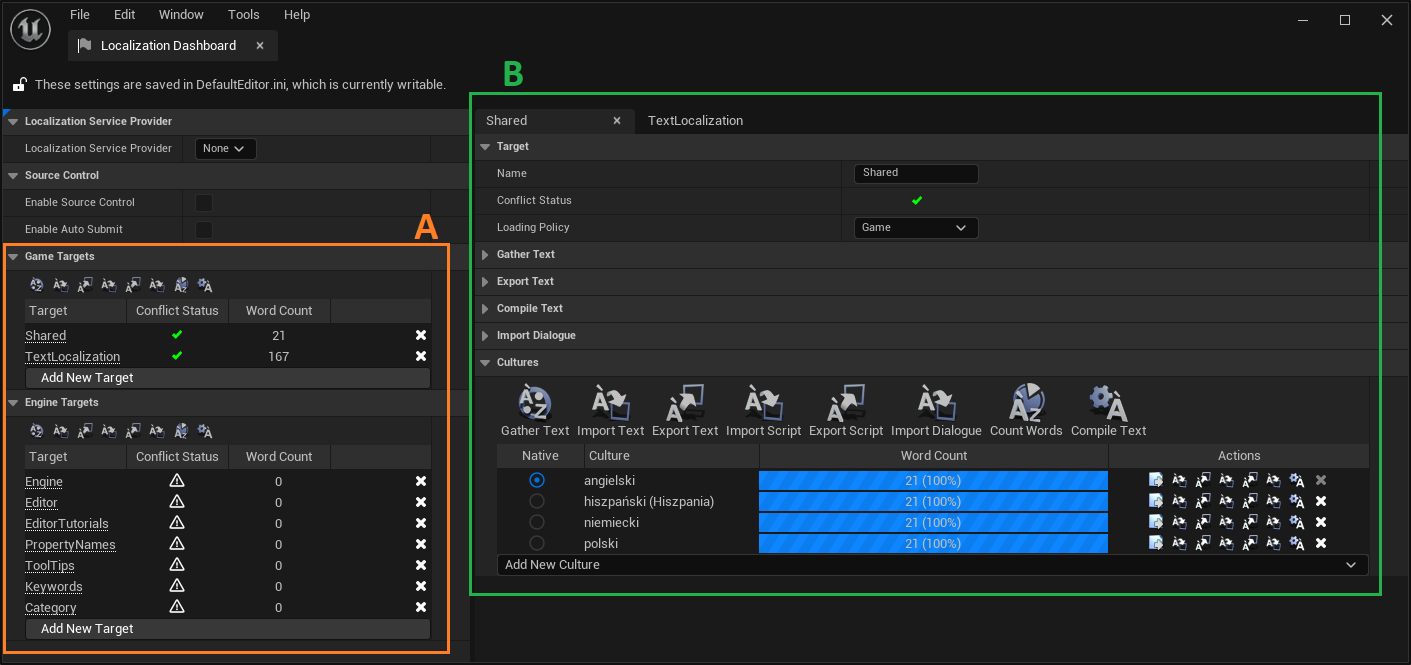 File Edit Window Tools Help
Localization Dashboard
These settings are saved in DefaultEditor.ini, which is currently writable.
A
Localization Service Provider
Localization Service Provider None
Source Control
Enable Source Control
Enable Auto Submit
Game Targets
Target Conflict Status Word Count
Shared 21
TextLocalization 167
Add New Target
Engine Targets
Target Conflict Status Word Count
Engine 0
Editor 0
EditorTutorials 0
PropertyNames 0
ToolTips 0
Keywords 0
Category 0
Add New Target
B
Shared TextLocalization
Target
Name Shared
Conflict Status
Loading Policy Game
Gather Text
Export Text
Compile Text
Import Dialogue
Cultures
Gather Text Import Text Export Text Import Script Export Script Import Dialogue Count Words Compile Text
Native Culture Word Count Actions
angielski 21 (100%)
hiszpański (Hiszpania) 21 (100%)
niemiecki 21 (100%)
polski 21 (100%)
Add New Culture